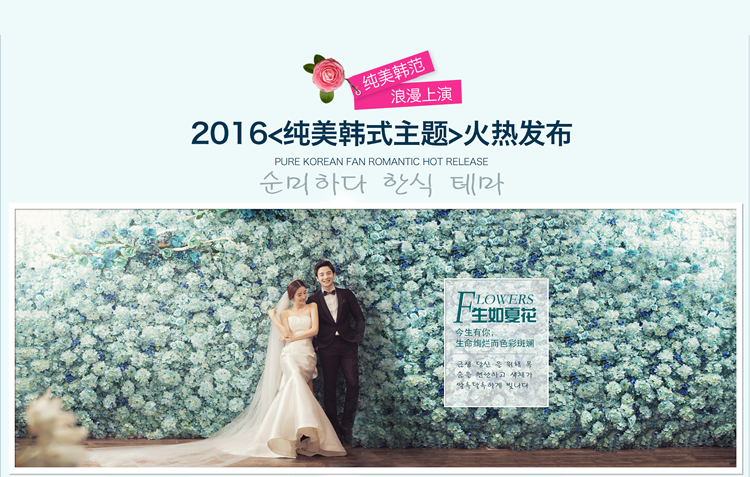 纯美韩范
浪漫上演
2016<纯美韩式主题>火热发布
PURE KOREAN FAN ROMANTIC HOT RELEASE
순미하다 한식 테마
FLOWERS
生如夏花
今生有你,
生命绚烂而色彩斑斓